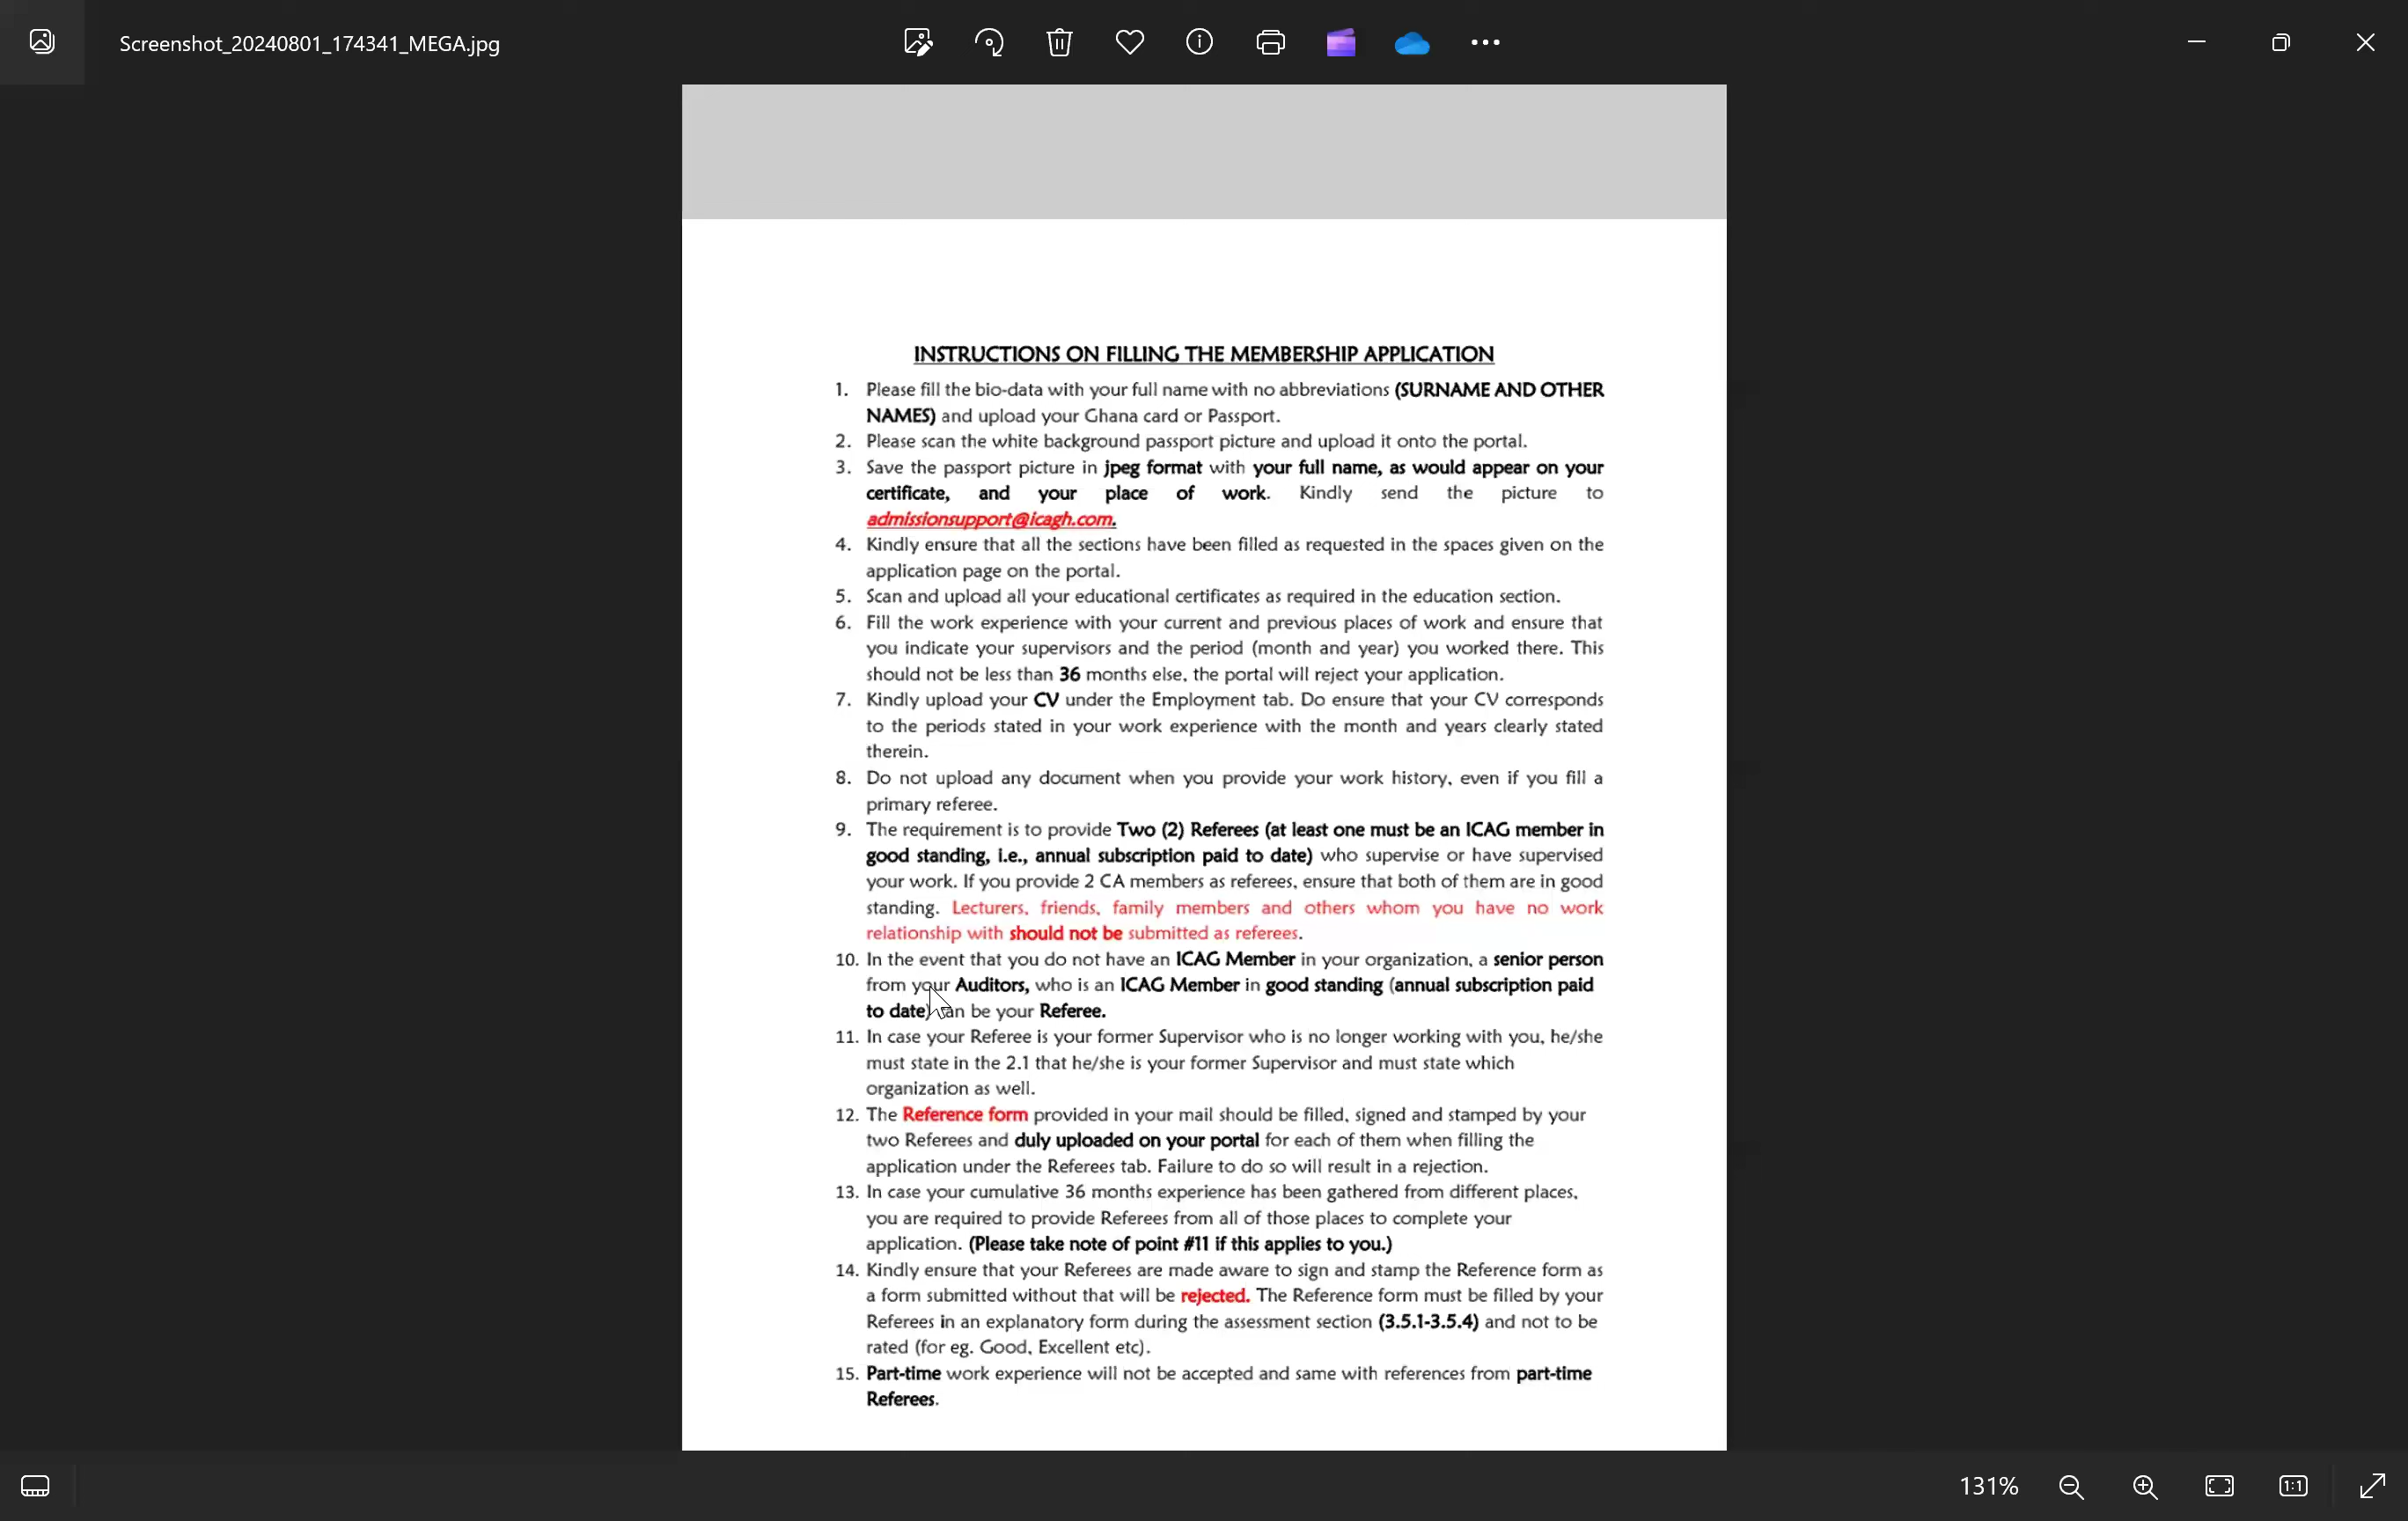 Screenshot_20240801_174341_MEGA.jpg
INSTRUCTIONS ON FILLING THE MEMBERSHIP APPLICATION
1. Please fill the bio-data with your full name with no abbreviations (SURNAME AND OTHER
NAMES) and upload your Ghana card or Passport.
2. Please scan the white background passport picture and upload it onto the portal.
3. Save the passport picture in jpeg format with your full name, as would appear on your
certificate, and your place of work. Kindly send the picture to
admissionsupport@icagh.com.
4. Kindly ensure that all the sections have been filled as requested in the spaces given on the
application page on the portal.
5. Scan and upload all your educational certificates as required in the education section.
6. Fill the work experience with your current and previous places of work and ensure that
you indicate your supervisors and the period (month and year) you worked there. This
should not be less than 36 months else, the portal will reject your application.
7. Kindly upload your CV under the Employment tab. Do ensure that your CV corresponds
to the periods stated in your work experience with the month and years clearly stated
therein.
8. Do not upload any document when you provide your work history, even if you fill a
primary referee.
9. The requirement is to provide Two (2) Referees (at least one must be an ICAG member in
good standing, i.e., annual subscription paid to date) who supervise or have supervised
your work. If you provide 2 CA members as referees, ensure that both of them are in good
standing. Lecturers, friends, family members and others whom you have no work
relationship with should not be submitted as referees.
10. In the event that you do not have an ICAG Member in your organization, a senior person
from your Auditors, who is an ICAG Member in good standing (annual subscription paid
to date) can be your Referee.
11. In case your Referee is your former Supervisor who is no longer working with you, he/she
must state in the 2.1 that he/she is your former Supervisor and must state which
organization as well.
12. The Reference form provided in your mail should be filled, signed and stamped by your
two Referees and duly uploaded on your portal for each of them when filling the
application under the Referees tab. Failure to do so will result in a rejection.
13. In case your cumulative 36 months experience has been gathered from different places,
you are required to provide Referees from all of those places to complete your
application. (Please take note of point #11 if this applies to you.)
14. Kindly ensure that your Referees are made aware to sign and stamp the Reference form as
a form submitted without that will be rejected. The Reference form must be filled by your
Referees in an explanatory form during the assessment section (3.5.1-3.5.4) and not to be
rated (for eg. Good, Excellent etc).
15. Part-time work experience will not be accepted and same with references from part-time
Referees.
131%
1:1